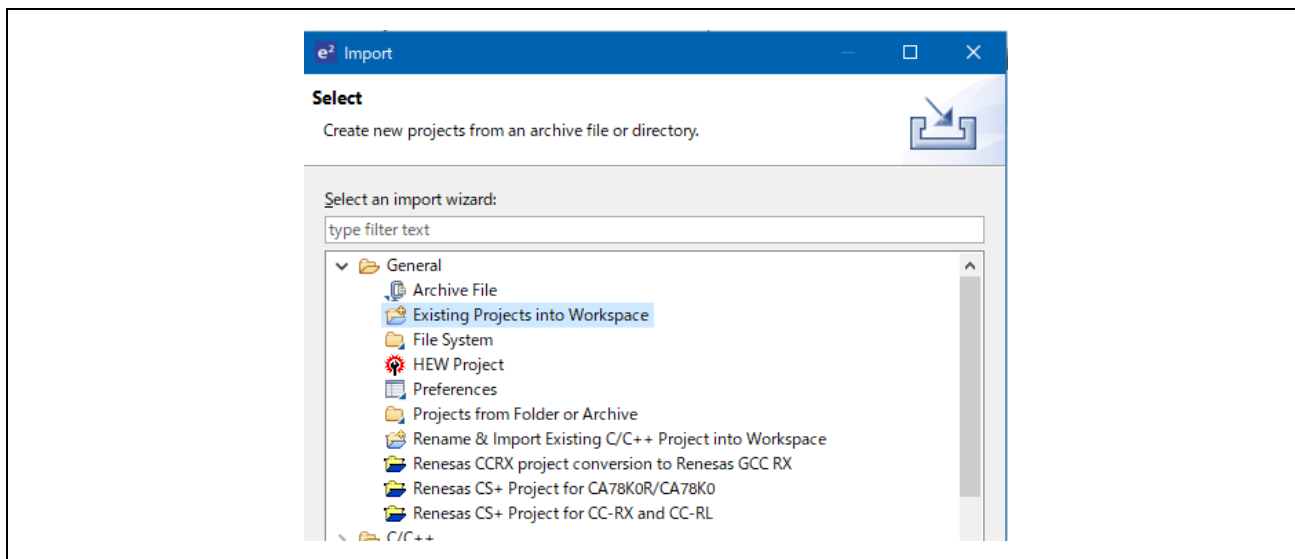 e² Import
Select
Create new projects from an archive file or directory.
Select an import wizard:
type filter text
General
Archive File
Existing Projects into Workspace
File System
HEW Project
Preferences
Projects from Folder or Archive
Rename & Import Existing C/C++ Project into Workspace
Renesas CCRX project conversion to Renesas GCC RX
Renesas CS+ Project for CA78K0R/CA78K0
Renesas CS+ Project for CC-RX and CC-RL
C/C++